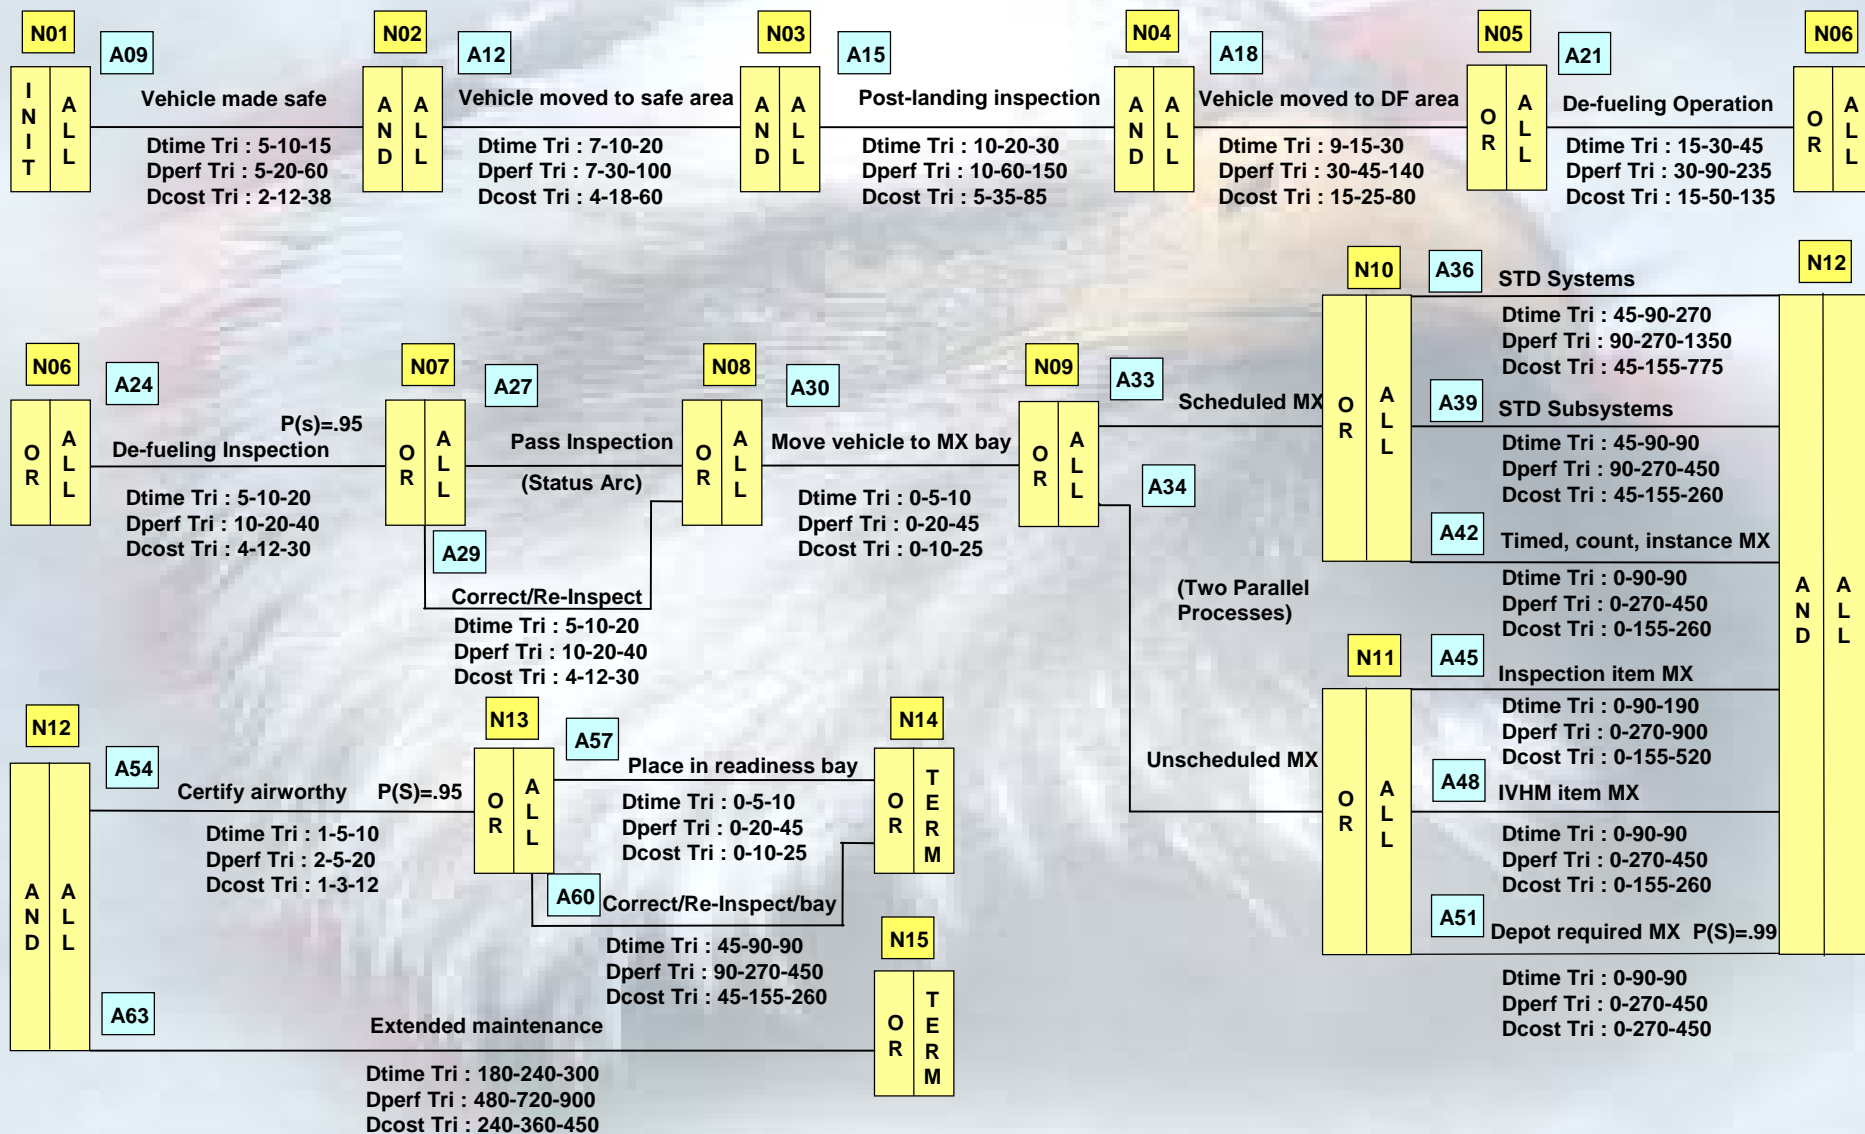 N01
A09
N02
A12
N03
A15
N04
A18
N05
A21
N06
INIT
ALL
Vehicle made safe
Dtime Tri : 5-10-15
Dperf Tri : 5-20-60
Dcost Tri : 2-12-38
AND
ALL
Vehicle moved to safe area
Dtime Tri : 7-10-20
Dperf Tri : 7-30-100
Dcost Tri : 4-18-60
AND
ALL
Post-landing inspection
Dtime Tri : 10-20-30
Dperf Tri : 10-60-150
Dcost Tri : 5-35-85
AND
ALL
Vehicle moved to DF area
Dtime Tri : 9-15-30
Dperf Tri : 30-45-140
Dcost Tri : 15-25-80
OR
ALL
De-fueling Operation
Dtime Tri : 15-30-45
Dperf Tri : 30-90-235
Dcost Tri : 15-50-135
OR
ALL
N06
A24
OR
ALL
P(s)=.95
De-fueling Inspection
Dtime Tri : 5-10-20
Dperf Tri : 10-20-40
Dcost Tri : 4-12-30
N07
A27
OR
ALL
Pass Inspection
(Status Arc)
A29
Correct/Re-Inspect
Dtime Tri : 5-10-20
Dperf Tri : 10-20-40
Dcost Tri : 4-12-30
N08
A30
OR
ALL
Move vehicle to MX bay
Dtime Tri : 0-5-10
Dperf Tri : 0-20-45
Dcost Tri : 0-10-25
N09
A33
OR
ALL
Scheduled MX
A34
(Two Parallel
Processes)
Unscheduled MX
N10
A36
STD Systems
Dtime Tri : 45-90-270
Dperf Tri : 90-270-1350
Dcost Tri : 45-155-775
OR
ALL
A39
STD Subsystems
Dtime Tri : 45-90-90
Dperf Tri : 90-270-450
Dcost Tri : 45-155-260
A42
Timed, count, instance MX
Dtime Tri : 0-90-90
Dperf Tri : 0-270-450
Dcost Tri : 0-155-260
N11
A45
Inspection item MX
Dtime Tri : 0-90-190
Dperf Tri : 0-270-900
Dcost Tri : 0-155-520
OR
ALL
A48
IVHM item MX
Dtime Tri : 0-90-90
Dperf Tri : 0-270-450
Dcost Tri : 0-155-260
A51
Depot required MX P(S)=.99
Dtime Tri : 0-90-90
Dperf Tri : 0-270-450
Dcost Tri : 0-270-450
N12
AND
ALL
N12
A54
AND
ALL
Certify airworthy P(S)=.95
Dtime Tri : 1-5-10
Dperf Tri : 2-5-20
Dcost Tri : 1-3-12
N13
A57
OR
ALL
Place in readiness bay
Dtime Tri : 0-5-10
Dperf Tri : 0-20-45
Dcost Tri : 0-10-25
N14
OR
TERM
A60
Correct/Re-Inspect/bay
Dtime Tri : 45-90-90
Dperf Tri : 90-270-450
Dcost Tri : 45-155-260
N15
OR
TERM
A63
Extended maintenance
Dtime Tri : 180-240-300
Dperf Tri : 480-720-900
Dcost Tri : 240-360-450